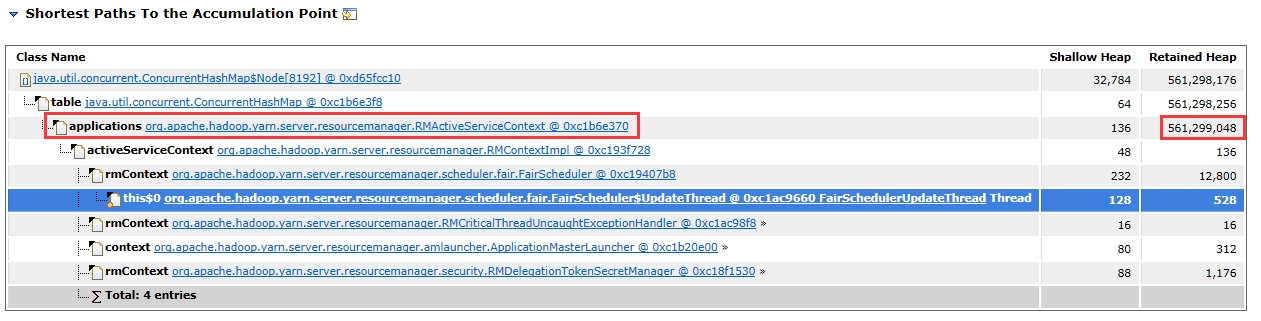 Shortest Paths To the Accumulation Point
Class Name Shallow Heap Retained Heap
java.util.concurrent.ConcurrentHashMap$Node[8192] @ 0xd65fcc10 32,784 561,298,176
table java.util.concurrent.ConcurrentHashMap @ 0xc1b6e3f8 64 561,298,256
applications org.apache.hadoop.yarn.server.resourcemanager.RMActiveServiceContext @ 0xc1b6e370 136 561,299,048
activeServiceContext org.apache.hadoop.yarn.server.resourcemanager.RMContextImpl @ 0xc193f728 48 136
rmContext org.apache.hadoop.yarn.server.resourcemanager.scheduler.fair.FairScheduler @ 0xc19407b8 232 12,800
this$0 org.apache.hadoop.yarn.server.resourcemanager.scheduler.fair.FairScheduler$UpdateThread @ 0xc1ac9660 FairSchedulerUpdateThread Thread 128 528
rmContext org.apache.hadoop.yarn.server.resourcemanager.RMCriticalThreadUncaughtExceptionHandler @ 0xc1ac98f8 » 16 16
context org.apache.hadoop.yarn.server.resourcemanager.amlauncher.ApplicationMasterLauncher @ 0xc1b20e00 » 80 312
rmContext org.apache.hadoop.yarn.server.resourcemanager.security.RMDelegationTokenSecretManager @ 0xc18f1530 » 88 1,176
Total: 4 entries